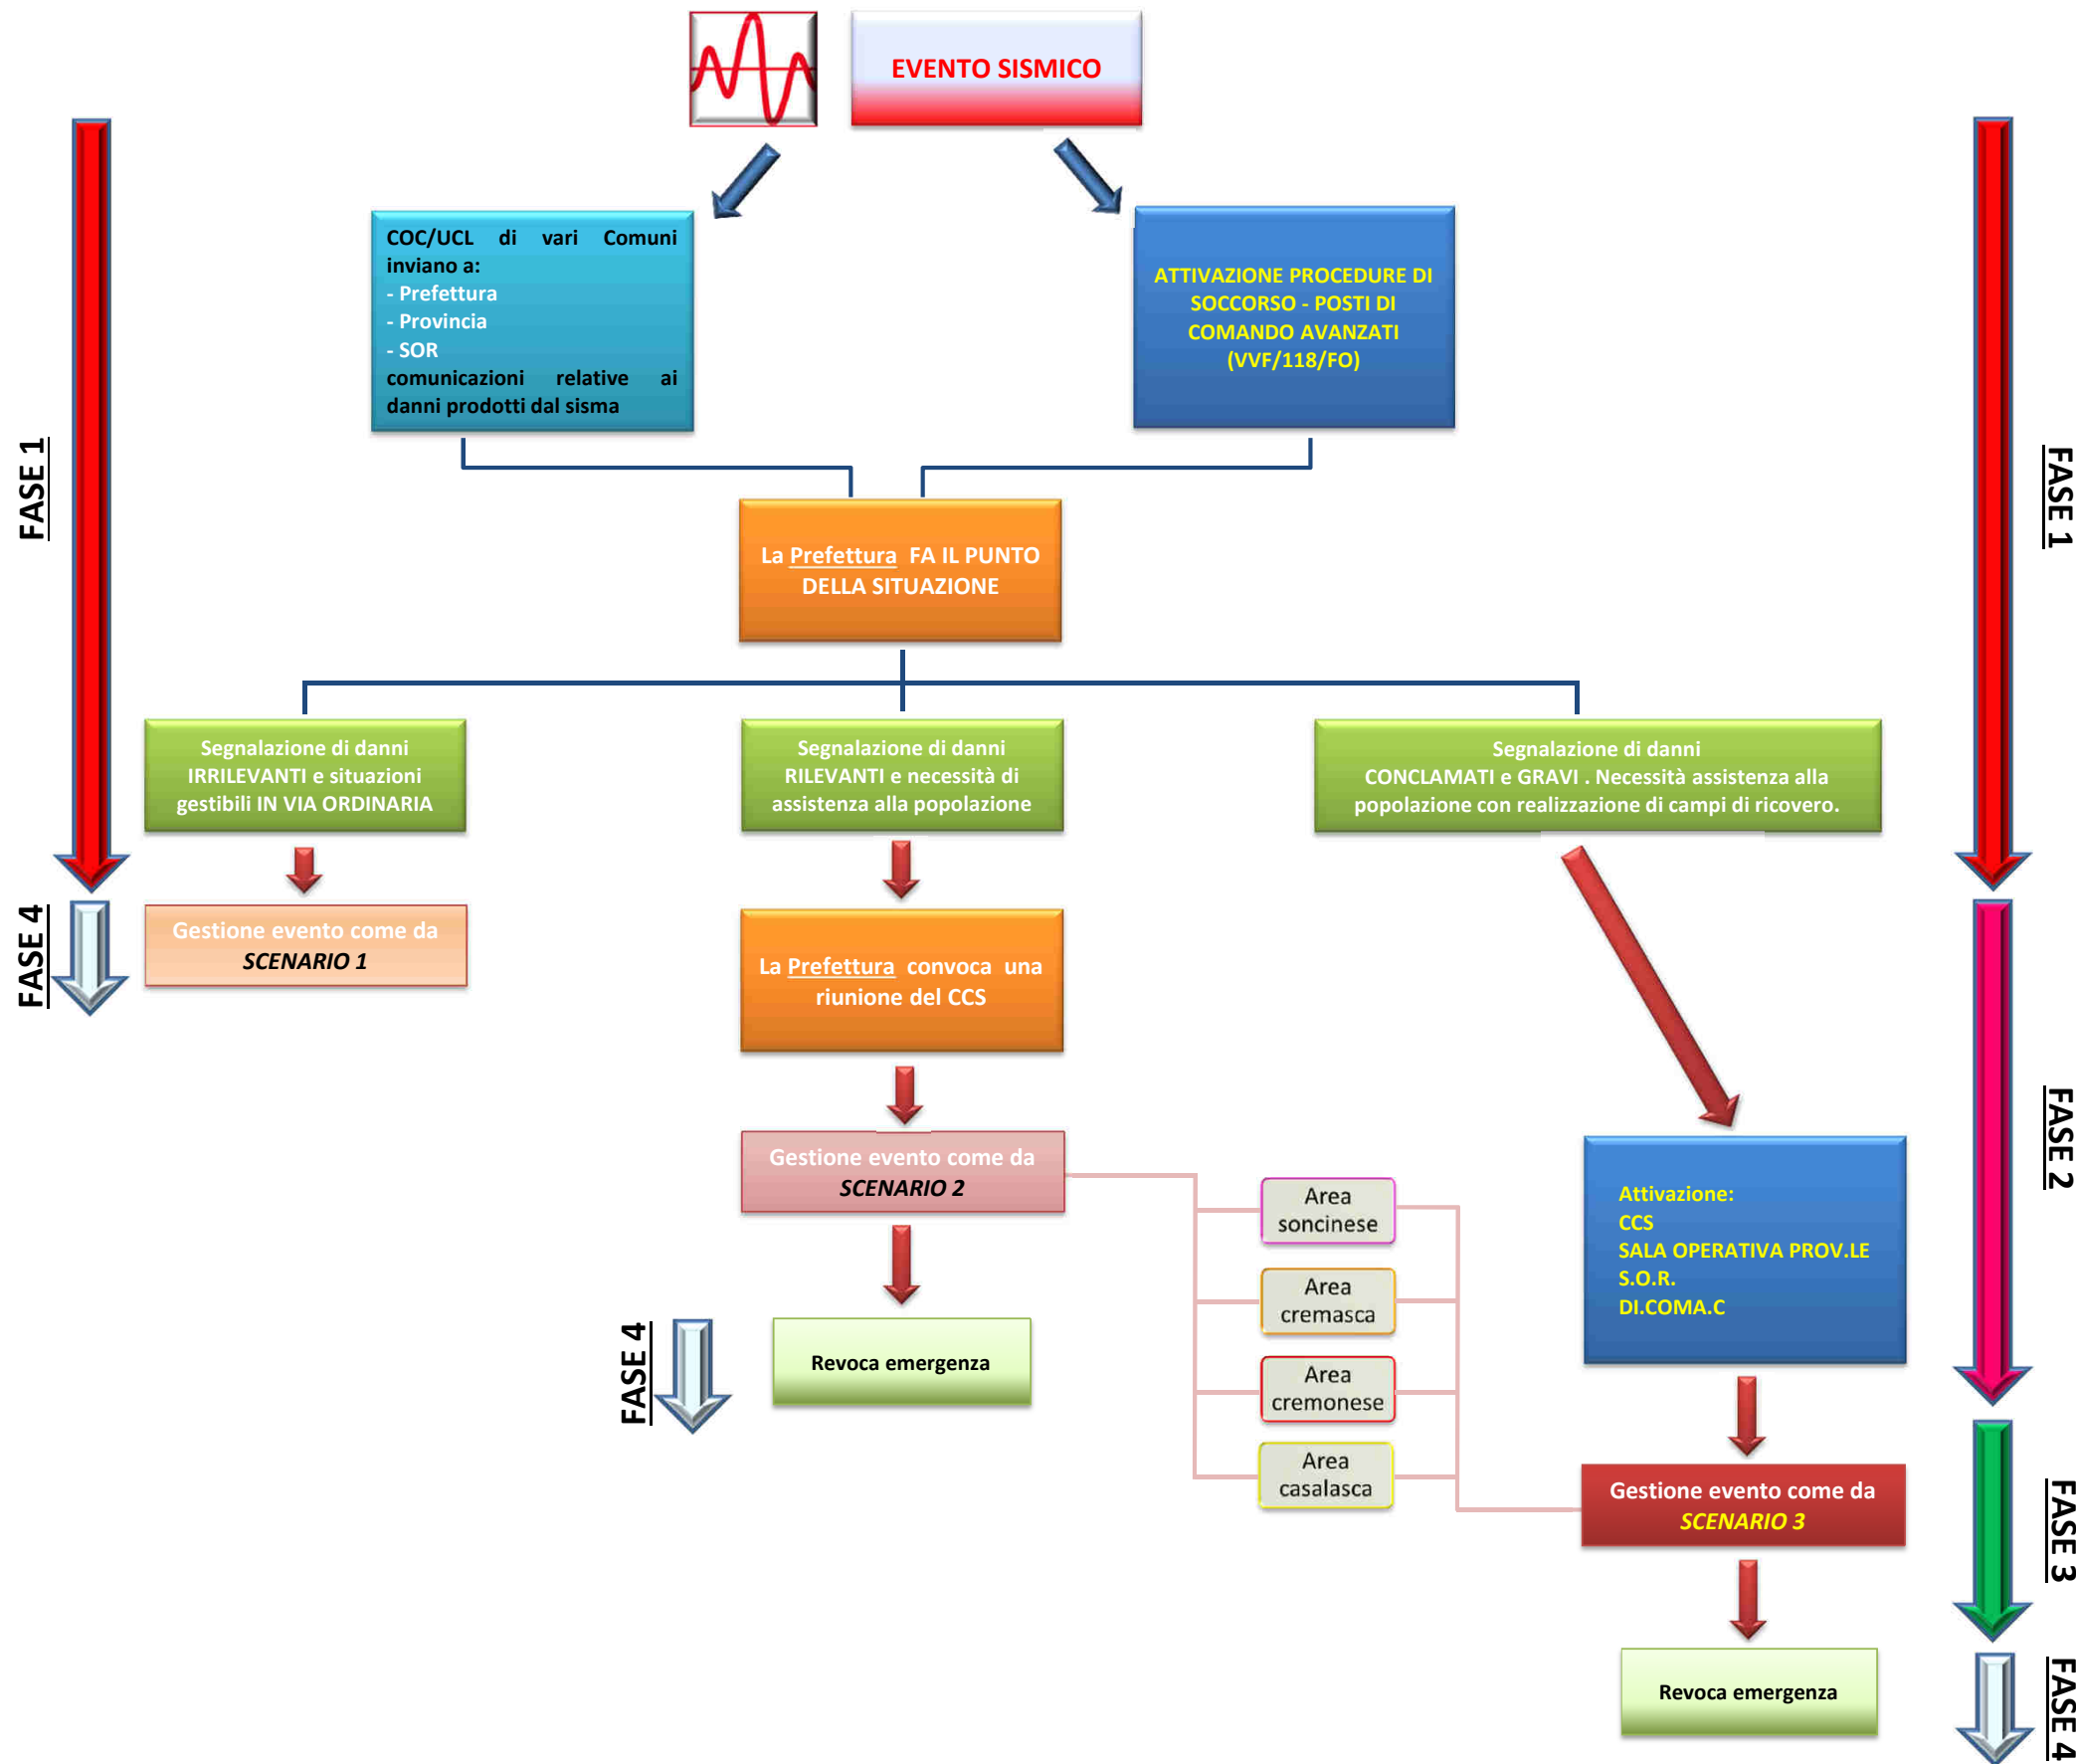 EVENTO SISMICO
COC/UCL di vari Comuni
inviano a:
- Prefettura
- Provincia
- SOR
comunicazioni relative ai
danni prodotti dal sisma
ATTIVAZIONE PROCEDURE DI
SOCCORSO - POSTI DI
COMANDO AVANZATI
(VVF/118/FO)
FASE 1
FASE 1
La Prefettura FA IL PUNTO
DELLA SITUAZIONE
Segnalazione di danni
IRRILEVANTI e situazioni
gestibili IN VIA ORDINARIA
Segnalazione di danni
RILEVANTI e necessità di
assistenza alla popolazione
Segnalazione di danni
CONCLAMATI e GRAVI . Necessità assistenza alla
popolazione con realizzazione di campi di ricovero.
FASE 4
Gestione evento come da
SCENARIO 1
La Prefettura convoca una
riunione del CCS
FASE 2
Gestione evento come da
SCENARIO 2
Area
soncinese
Area
cremasca
Area
cremonese
Area
casalasca
Attivazione:
CCS
SALA OPERATIVA PROV.LE
S.O.R.
DI.COMA.C
FASE 4
Revoca emergenza
Gestione evento come da
SCENARIO 3
FASE 3
Revoca emergenza
FASE 4